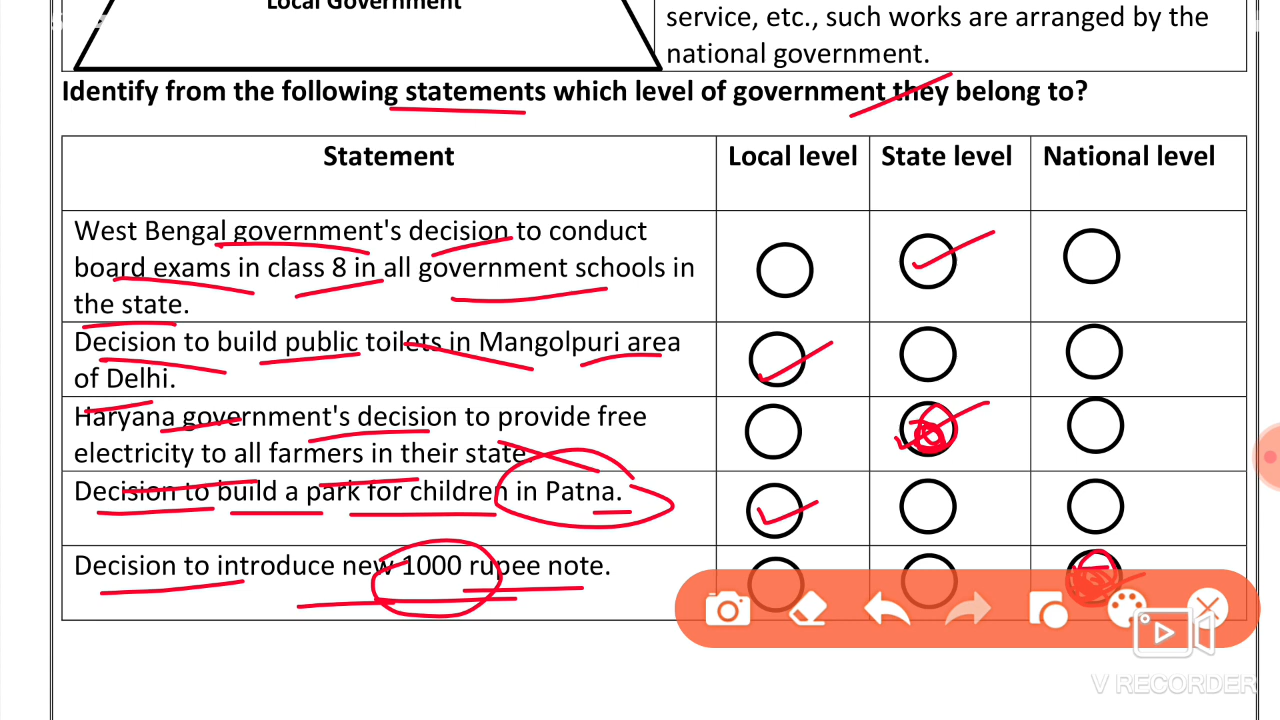 Local Government
service, etc., such works are arranged by the
national government.
Identify from the following statements which level of government they belong to?
Statement
Local level
State level
National level
West Bengal government's decision to conduct
board exams in class 8 in all government schools in
the state.
Decision to build public toilets in Mangolpuri area
of Delhi.
Haryana government's decision to provide free
electricity to all farmers in their state.
Decision to build a park for children in Patna.
Decision to introduce new 1000 rupee note.
V RECORDER